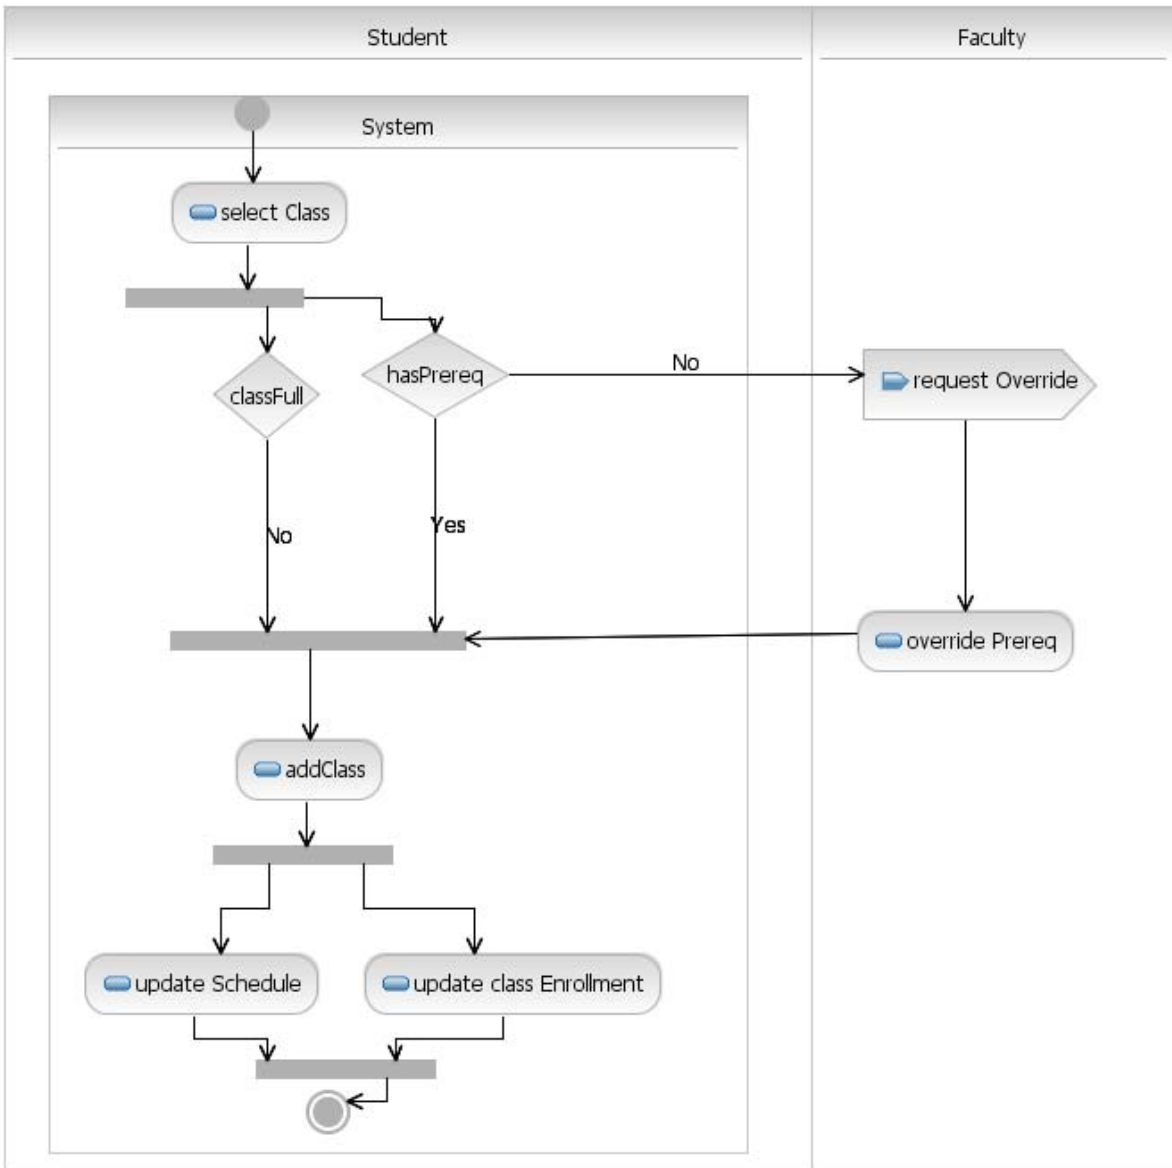 Student
Faculty
System
select Class
classFull
hasPrereq
No
request Override
No
Yes
override Prereq
addClass
update Schedule
update class Enrollment